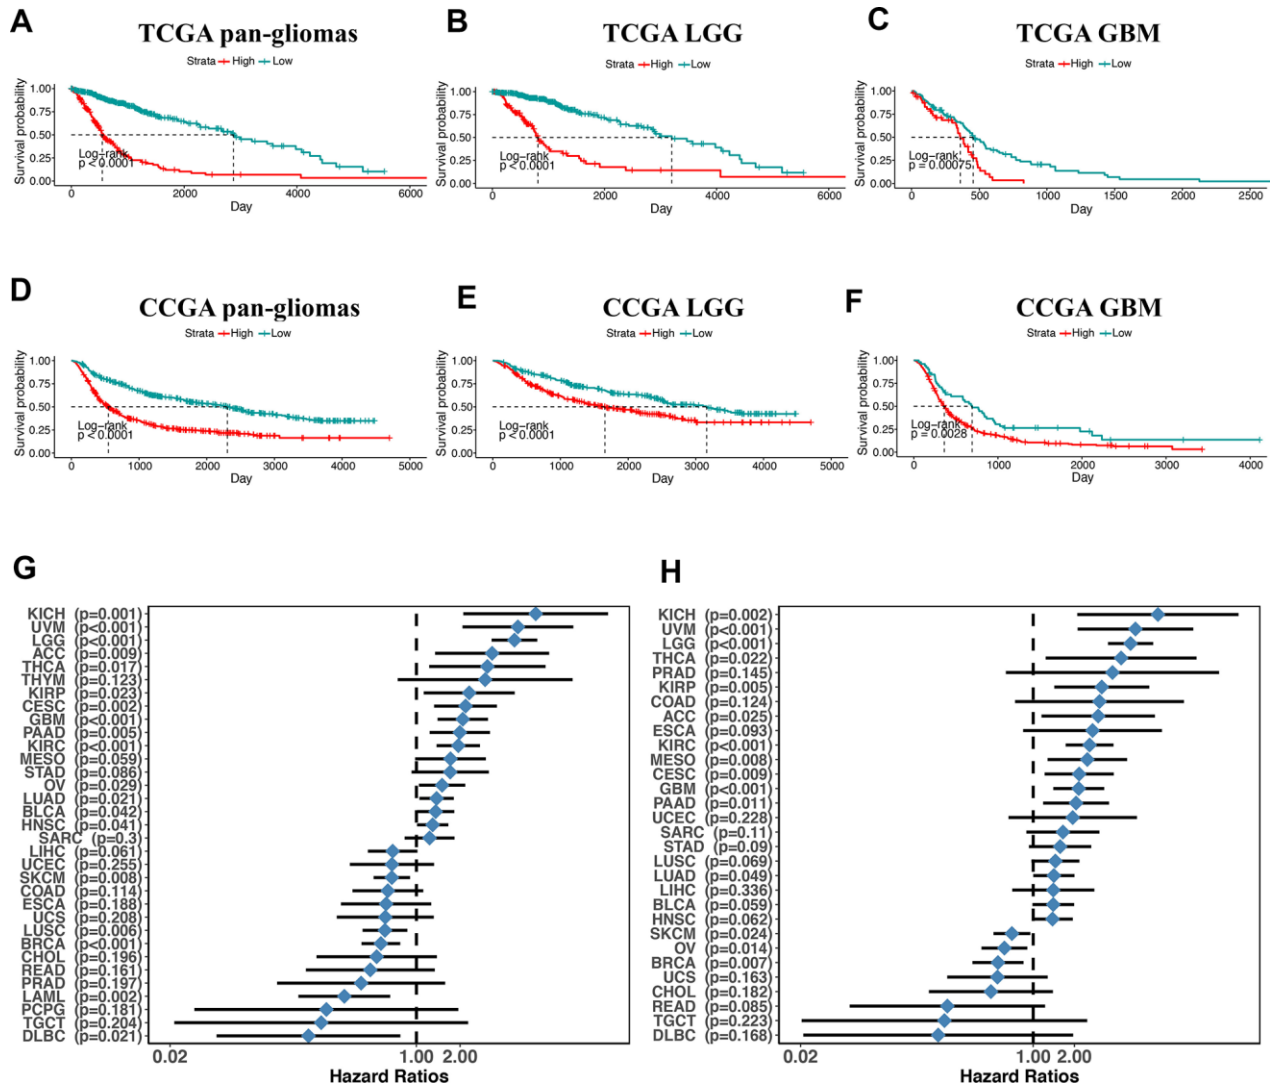 A
TCGA pan-gliomas
Strata High Low
Survival probability
1.00
0.75
0.50
0.25
0.00
Log-rank
p < 0.0001
0 2000 4000 6000
Day
B
TCGA LGG
Strata High Low
Survival probability
1.00
0.75
0.50
0.25
0.00
Log-rank
p < 0.0001
0 2000 4000 6000
Day
C
TCGA GBM
Strata High Low
Survival probability
1.00
0.75
0.50
0.25
0.00
Log-rank
p = 0.00075
0 500 1000 1500 2000 2500
Day
D
CCGA pan-gliomas
Strata High Low
Survival probability
1.00
0.75
0.50
0.25
0.00
Log-rank
p < 0.0001
0 1000 2000 3000 4000 5000
Day
E
CCGA LGG
Strata High Low
Survival probability
1.00
0.75
0.50
0.25
0.00
Log-rank
p < 0.0001
0 1000 2000 3000 4000 5000
Day
F
CCGA GBM
Strata High Low
Survival probability
1.00
0.75
0.50
0.25
0.00
Log-rank
p = 0.0028
0 1000 2000 3000 4000
Day
G
KICH (p=0.001)
UVM (p<0.001)
LGG (p<0.001)
ACC (p=0.009)
THCA (p=0.017)
THYM (p=0.123)
KIRP (p=0.023)
CESC (p=0.002)
GBM (p<0.001)
PAAD (p=0.005)
KIRC (p<0.001)
MESO (p=0.059)
STAD (p=0.086)
OV (p=0.029)
LUAD (p=0.021)
BLCA (p=0.042)
HNSC (p=0.041)
SARC (p=0.3)
LIHC (p=0.061)
UCEC (p=0.255)
SKCM (p=0.008)
COAD (p=0.114)
ESCA (p=0.188)
UCS (p=0.208)
LUSC (p=0.006)
BRCA (p<0.001)
CHOL (p=0.196)
READ (p=0.161)
PRAD (p=0.197)
LAML (p=0.002)
PCPG (p=0.181)
TGCT (p=0.204)
DLBC (p=0.021)
0.02 1.00 2.00
Hazard Ratios
H
KICH (p=0.002)
UVM (p<0.001)
LGG (p<0.001)
THCA (p=0.022)
PRAD (p=0.145)
KIRP (p=0.005)
COAD (p=0.124)
ACC (p=0.025)
ESCA (p=0.093)
KIRC (p<0.001)
MESO (p=0.008)
CESC (p=0.009)
GBM (p<0.001)
PAAD (p=0.011)
UCEC (p=0.228)
SARC (p=0.11)
STAD (p=0.09)
LUSC (p=0.069)
LUAD (p=0.049)
LIHC (p=0.336)
BLCA (p=0.059)
HNSC (p=0.062)
SKCM (p=0.024)
OV (p=0.014)
BRCA (p=0.007)
UCS (p=0.163)
CHOL (p=0.182)
READ (p=0.085)
TGCT (p=0.223)
DLBC (p=0.168)
0.02 1.00 2.00
Hazard Ratios